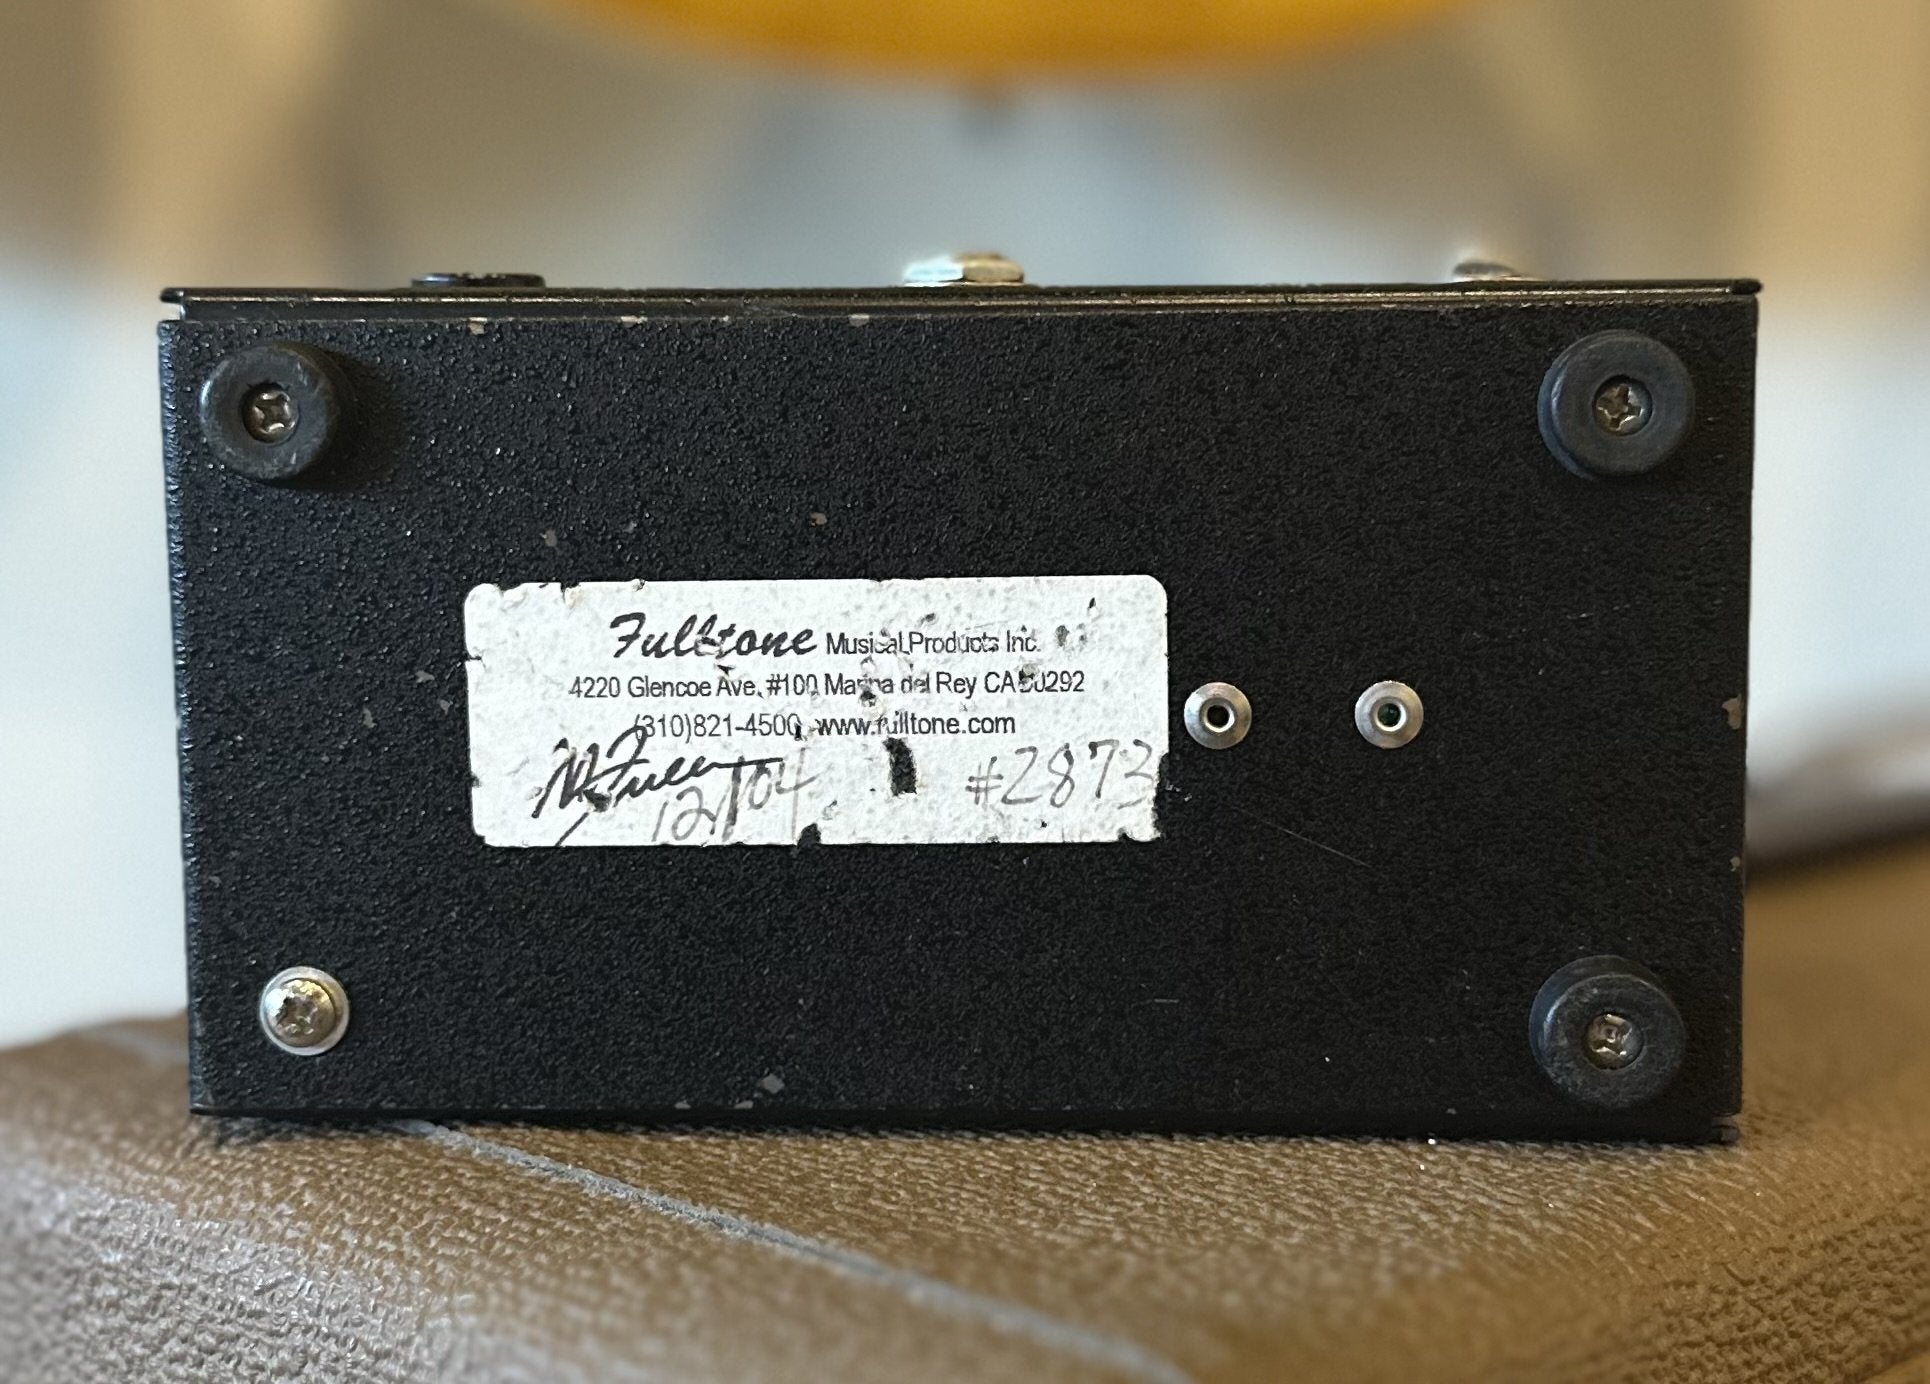 Fulltone Musical Products Inc.
4220 Glencoe Ave. #100 Marina del Rey CA 90292
(310)821-4500 www.fulltone.com
M Fuller
12/04 #2873